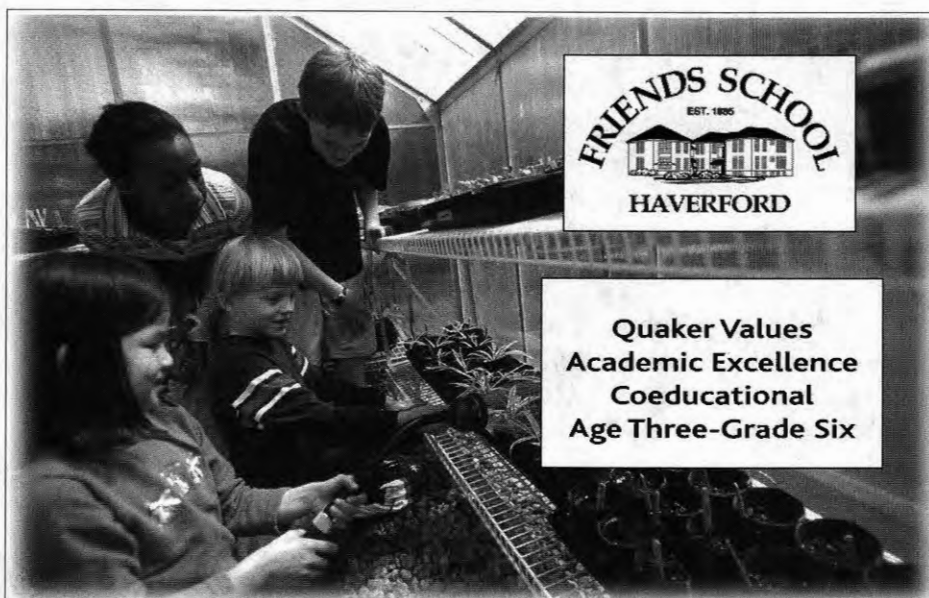 FRIENDS SCHOOL
EST. 1885
HAVERFORD
Quaker Values
Academic Excellence
Coeducational
Age Three-Grade Six